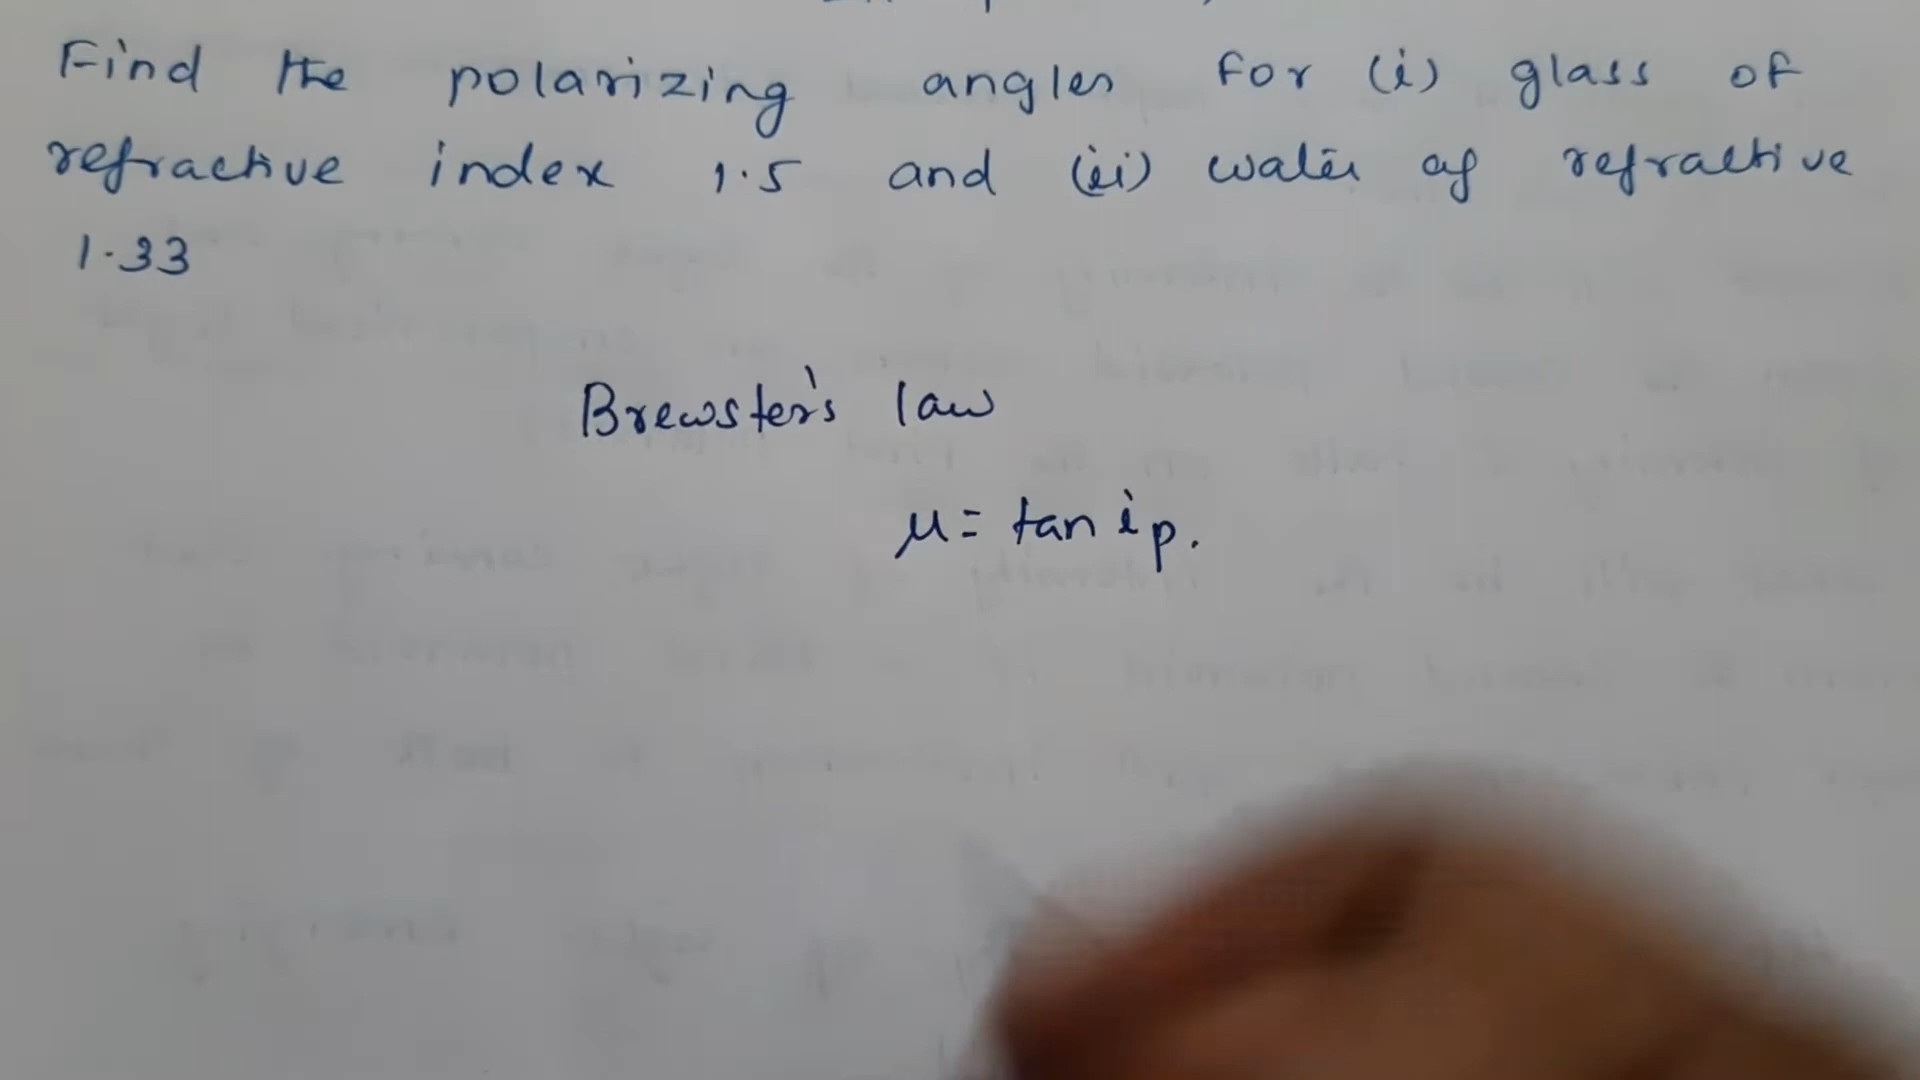 Find the polarizing angles for (i) glass of
refractive index 1.5 and (ii) water of refractive
1.33
Brewster's law
μ = tan ip.